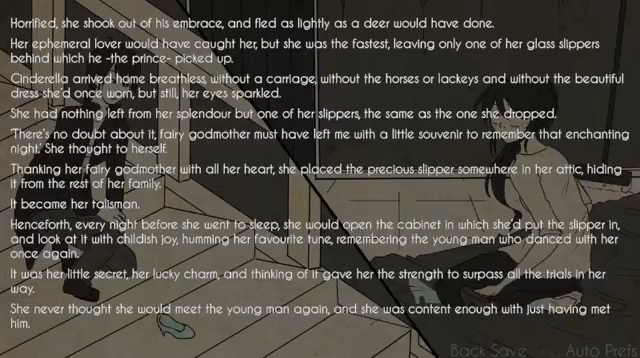 Horrified, she shook out of his embrace, and fled as lightly as a deer would have done.
Her ephemeral lover would have caught her, but she was the fastest, leaving only one of her glass slippers
behind which he -the prince- picked up.
Cinderella arrived home breathless, without a carriage, without the horses or lackeys and without the beautiful
dress she'd once worn, but still, her eyes sparkled.
She had nothing left from her splendour but one of her slippers, the same as the one she dropped.
'There's no doubt about it, fairy godmother must have left me with a little souvenir to remember that enchanting
night.' She thought to herself.
Thanking her fairy godmother with all her heart, she placed the precious slipper somewhere in her attic, hiding
it from the rest of her family.
It became her talisman.
Henceforth, every night before she went to sleep, she would open the cabinet in which she'd put the slipper in,
and look at it with childish joy, humming her favourite tune, remembering the young man who danced with her
once again.
It was her little secret, her lucky charm, and thinking of it gave her the strength to surpass all the trials in her
way.
She never thought she would meet the young man again, and she was content enough with just having met
him.
Back Save Auto Prefs